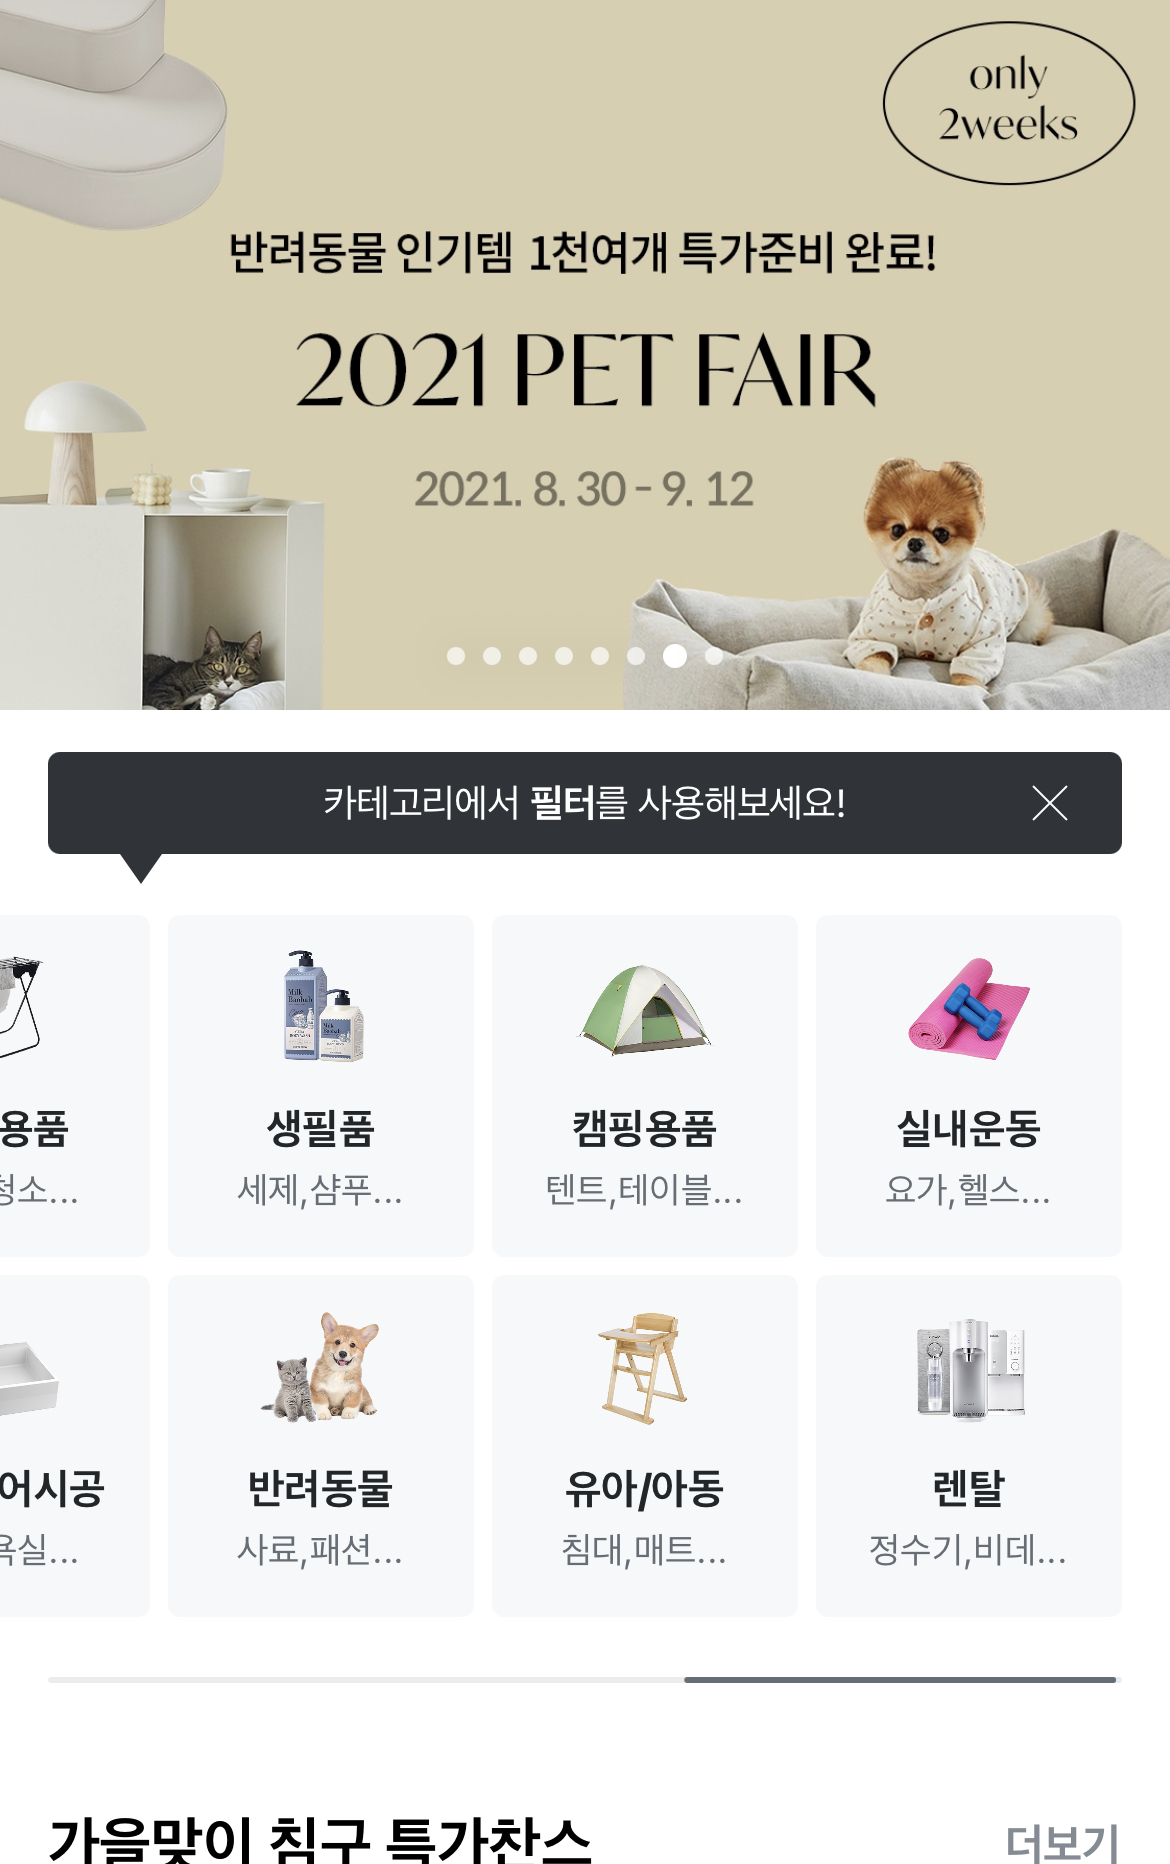 only
2weeks
반려동물 인기템 1천여개 특가준비 완료!
2021 PET FAIR
2021. 8. 30 - 9. 12
카테고리에서 필터를 사용해보세요!
용품
청소...
생필품
세제,샴푸...
캠핑용품
텐트,테이블...
실내운동
요가,헬스...
어시공
욕실...
반려동물
사료,패션...
유아/아동
침대,매트...
렌탈
정수기,비데...
가을맞이 침구 특가찬스
더보기